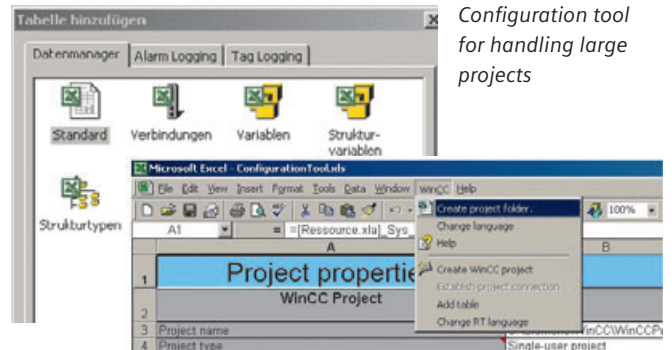 Tabelle hinzufügen
Configuration tool
for handling large
projects
Datenmanager Alarm Logging Tag Logging
Standard Verbindungen Variablen Struktur-
variablen
Strukturtypen
Microsoft Excel - ConfigurationTool.xls
File Edit View Insert Format Tools Data Window WinCC Help
Create project folder.
100%
Change language
A1 = =[Ressource.xla]_Sys_
Help
A B
1 Project propertie
Create WinCC project
WinCC Project
Establish project connection
2
Add table
Change RT language
3 Project name
4 Project type Single-user project